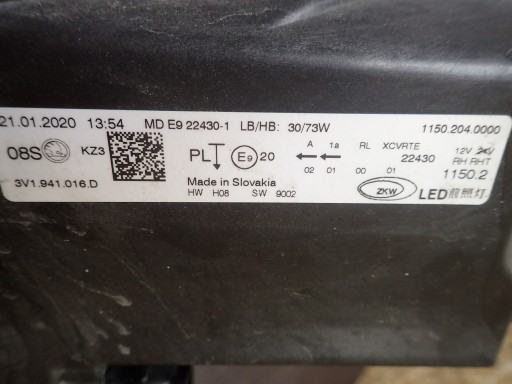 21.01.2020 13:54 MD E9 22430-1 LB/HB: 30/73W 1150.204.0000
08S KZ3 PL E9 20 A 1a RL XCVRTE 12V
22430 RH RHT
02 01 00 01 1150.2
3V1.941.016.D Made in Slovakia ZKW LED前照灯
HW H08 SW 9002